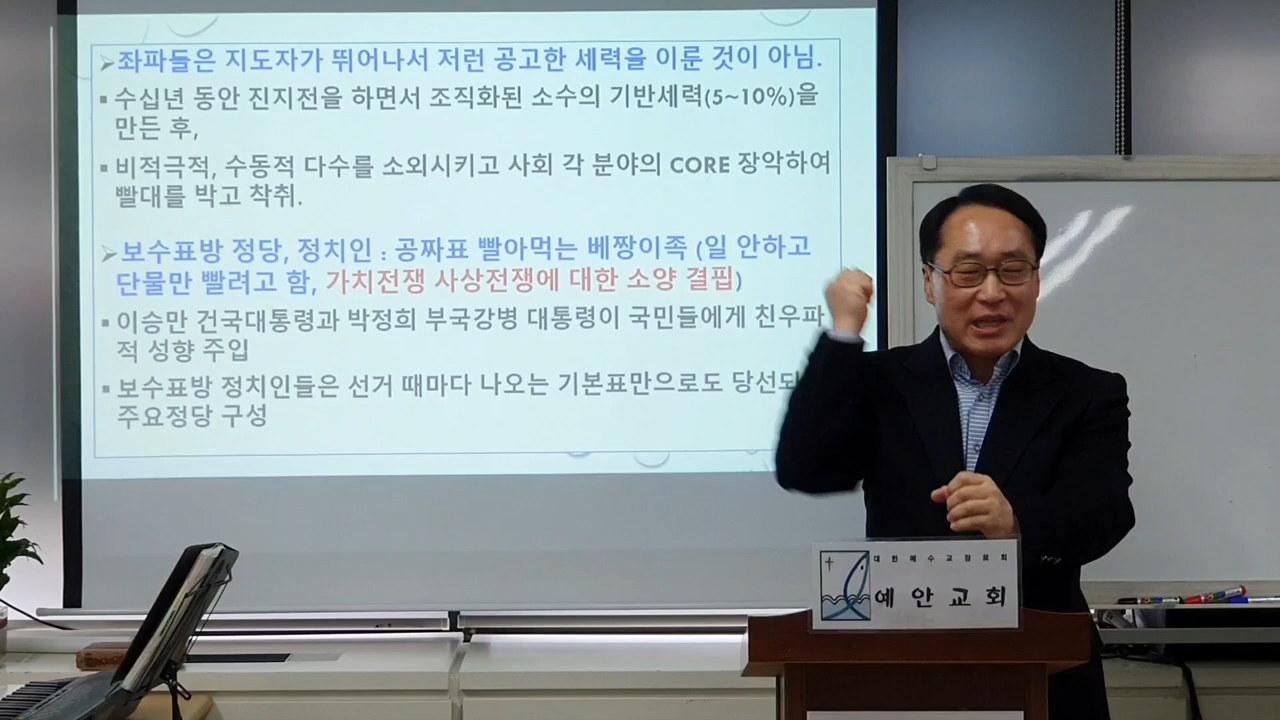 ➢좌파들은 지도자가 뛰어나서 저런 공고한 세력을 이룬 것이 아님.
▪ 수십년 동안 진지전을 하면서 조직화된 소수의 기반세력(5~10%)을
만든 후,
▪ 비적극적, 수동적 다수를 소외시키고 사회 각 분야의 CORE 장악하여
빨대를 박고 착취.
➢ 보수표방 정당, 정치인 : 공짜표 빨아먹는 베짱이족 (일 안하고
단물만 빨려고 함, 가치전쟁 사상전쟁에 대한 소양 결핍)
▪ 이승만 건국대통령과 박정희 부국강병 대통령이 국민들에게 친우파
적 성향 주입
▪ 보수표방 정치인들은 선거 때마다 나오는 기본표만으로도
주요정당 구성
대한예수교장로회
예안교회